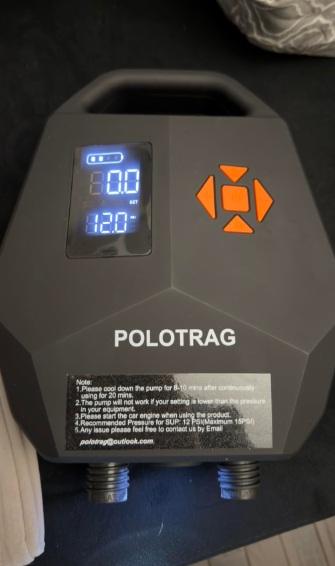 0.0
SET
12.0 PSI
POLOTRAG
Note:
1.Please cool down the pump for 8-10 mins after continuously
using for 20 mins.
2.The pump will not work if your setting is lower than the pressure
in your equipment.
3.Please start the car engine when using the product.
4.Recommended Pressure for SUP: 12 PSI(Maximum 15PSI)
5.Any issue please feel free to contact us by Email
polotrag@outlook.com